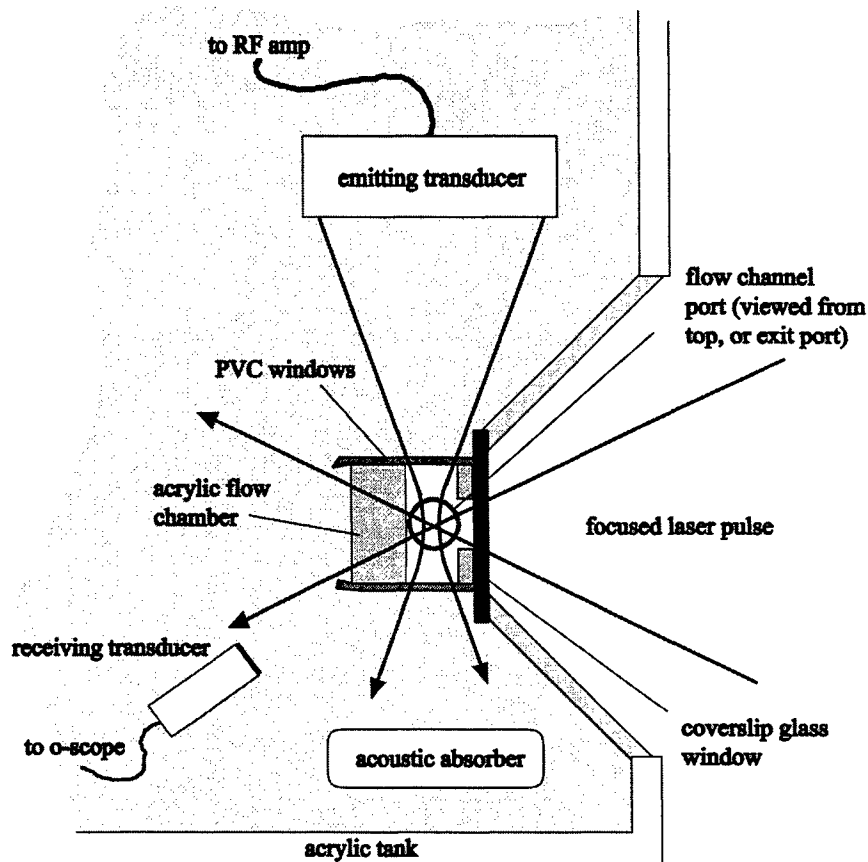 to RF amp
emitting transducer
flow channel
port (viewed from
top, or exit port)
PVC windows
acrylic flow
chamber
focused laser pulse
receiving transducer
to o-scope
acoustic absorber
coverslip glass
window
acrylic tank